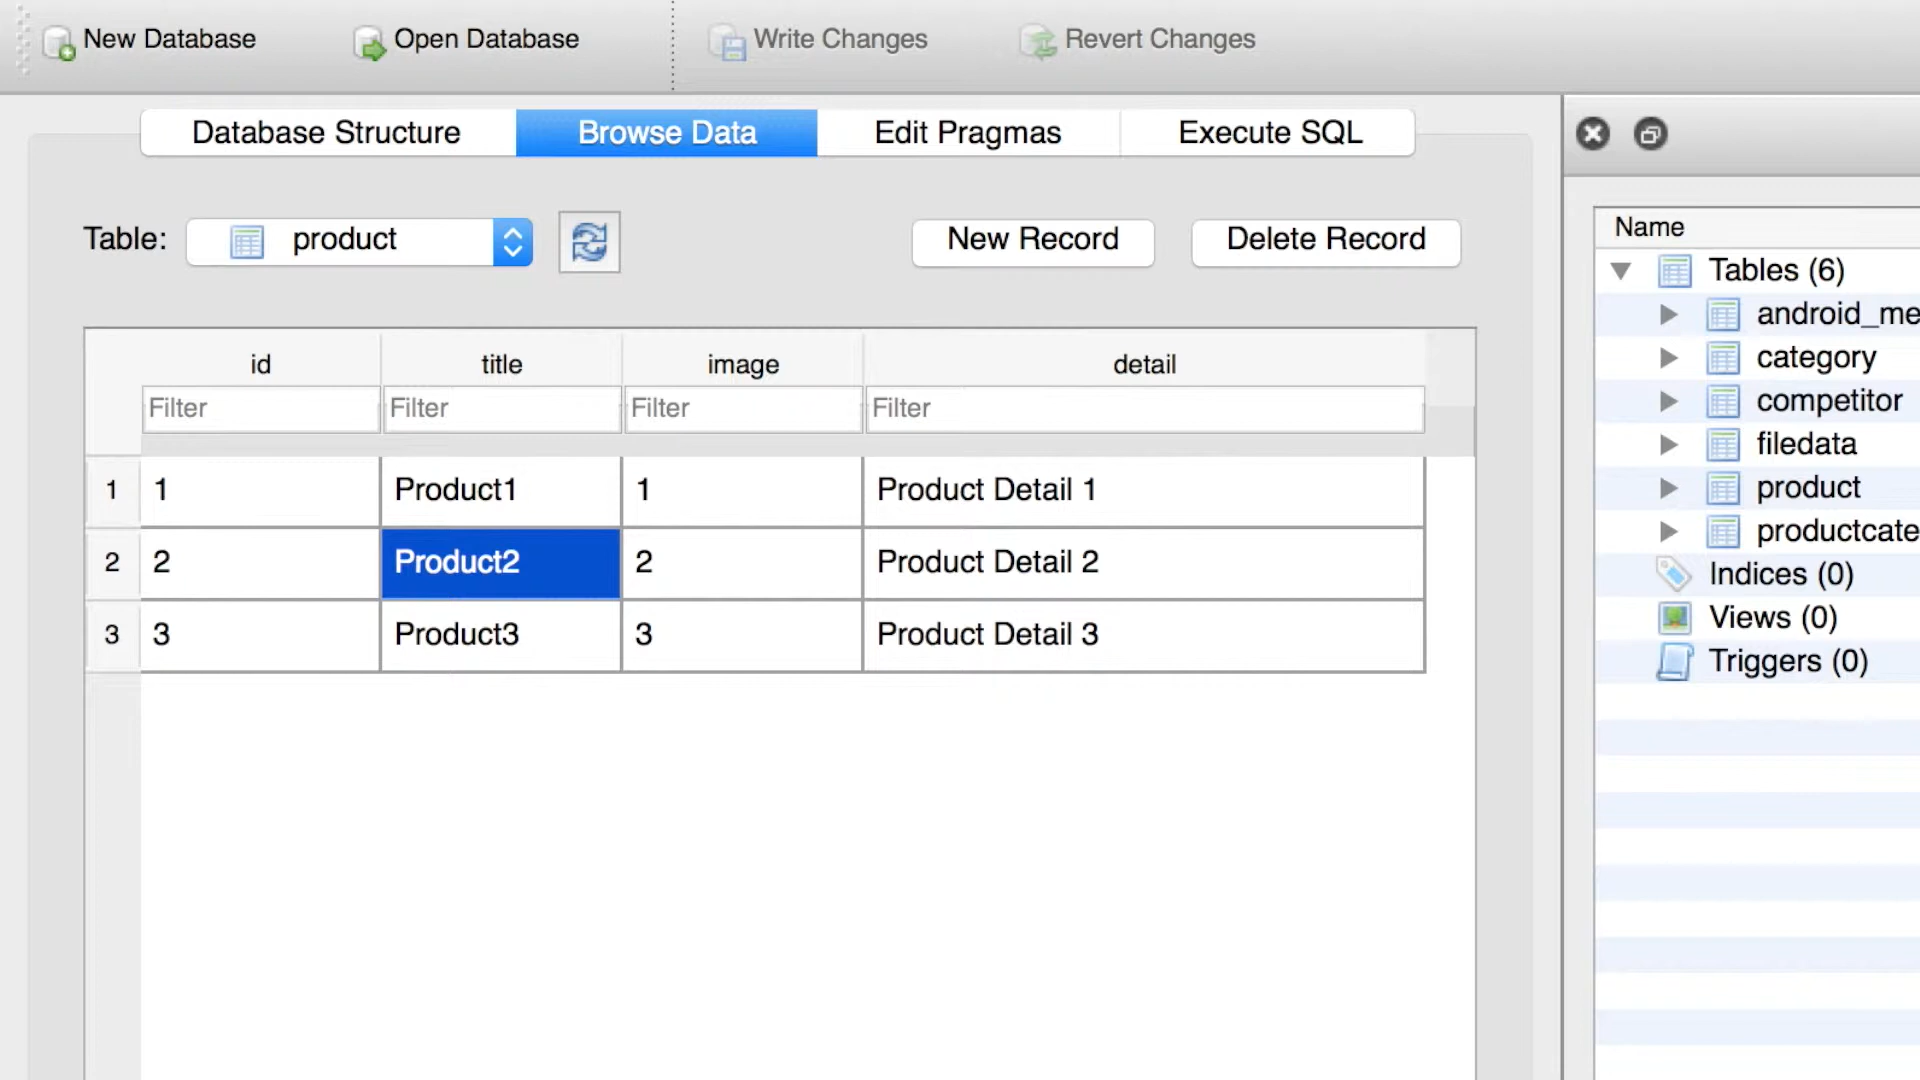 New Database Open Database Write Changes Revert Changes
Database Structure Browse Data Edit Pragmas Execute SQL
Table: product New Record Delete Record
id title image detail
Filter Filter Filter Filter
1 1 Product1 1 Product Detail 1
2 2 Product2 2 Product Detail 2
3 3 Product3 3 Product Detail 3
Name
Tables (6)
android_me
category
competitor
filedata
product
productcate
Indices (0)
Views (0)
Triggers (0)